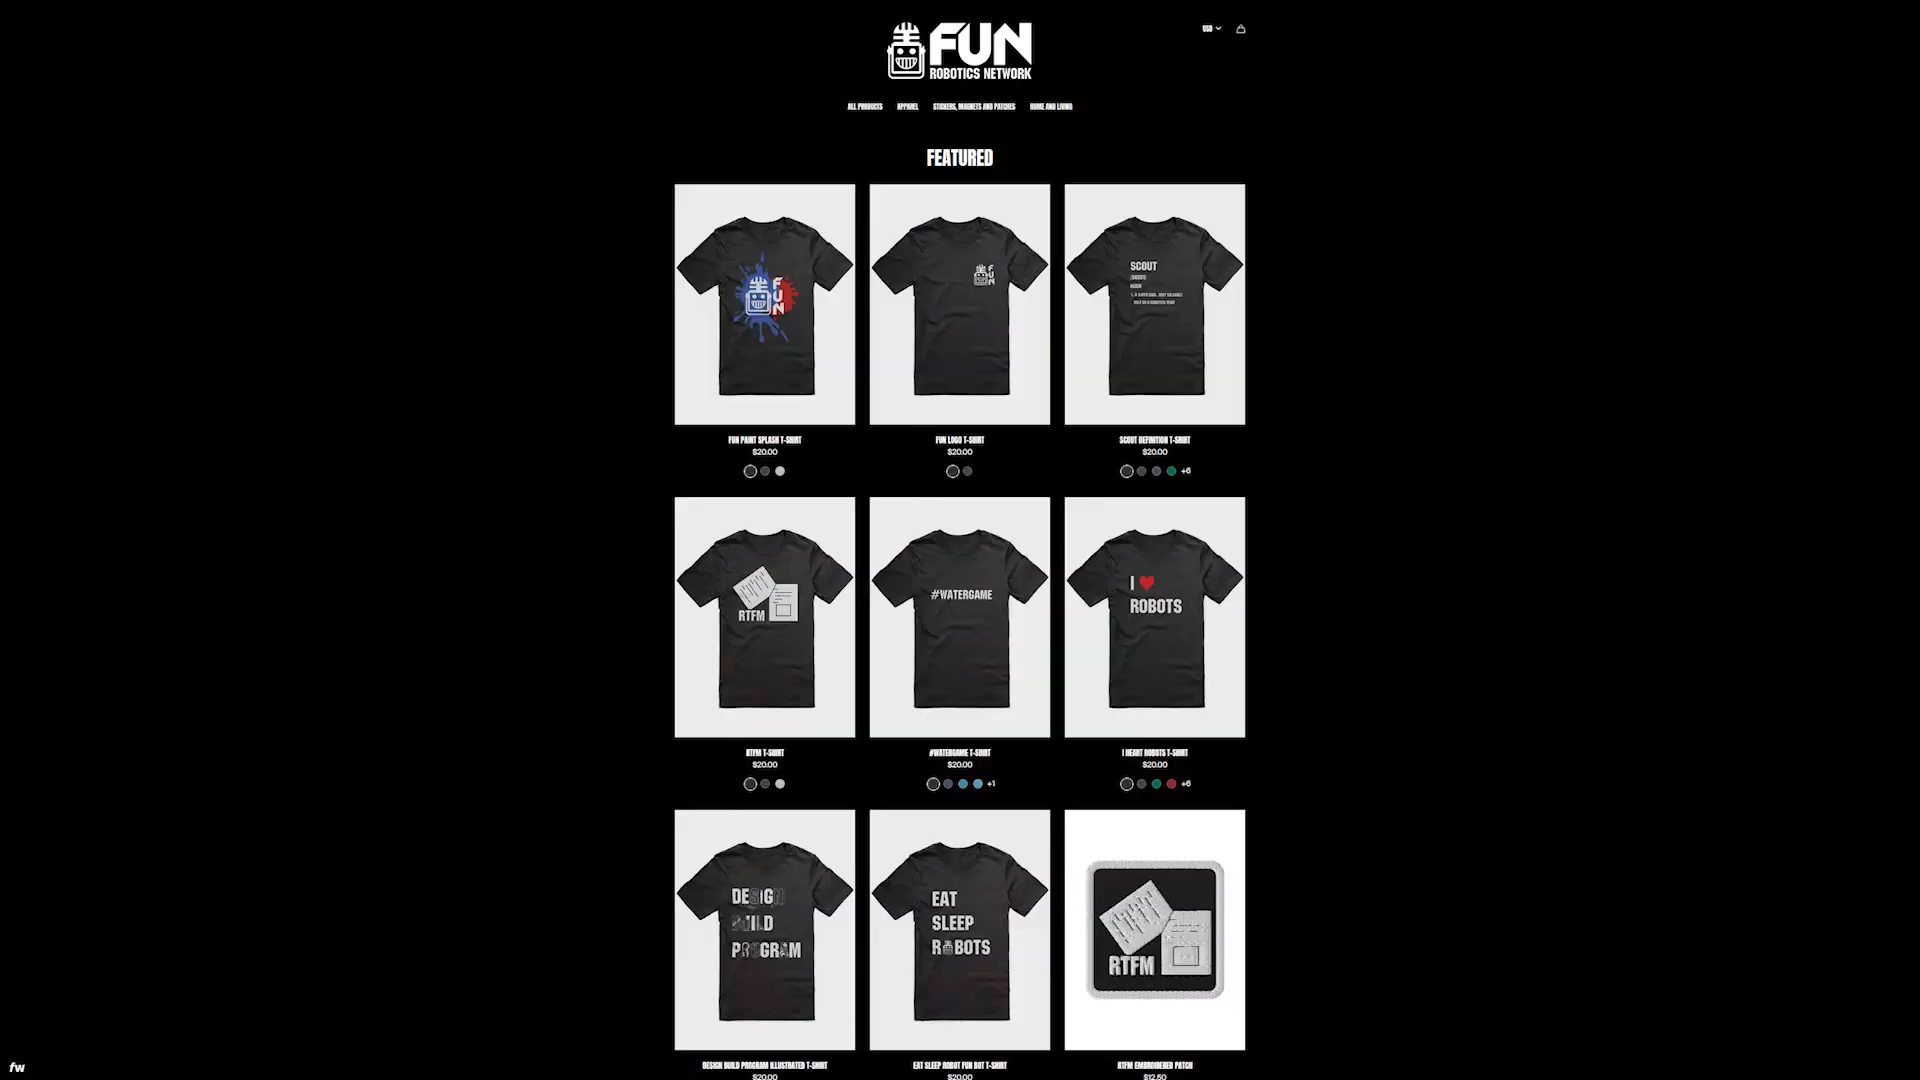 FUN
ROBOTICS NETWORK
USD
ALL PRODUCTS APPAREL STICKERS, MAGNETS AND PATCHES HOME AND LIVING
FEATURED
FUN
FUN
SCOUT
NOUN
FUN PAINT SPLASH T-SHIRT
$20.00
FUN LOGO T-SHIRT
$20.00
SCOUT DEFINITION T-SHIRT
$20.00
+6
RTFM
#WATERGAME
I ♥
ROBOTS
RTFM T-SHIRT
$20.00
#WATERGAME T-SHIRT
$20.00
+1
I HEART ROBOTS T-SHIRT
$20.00
+6
DESIGN
BUILD
PROGRAM
EAT
SLEEP
ROBOTS
RTFM
DESIGN BUILD PROGRAM ILLUSTRATED T-SHIRT
$20.00
EAT SLEEP ROBOT FUN BOT T-SHIRT
$20.00
RTFM EMBROIDERED PATCH
$12.50
fw